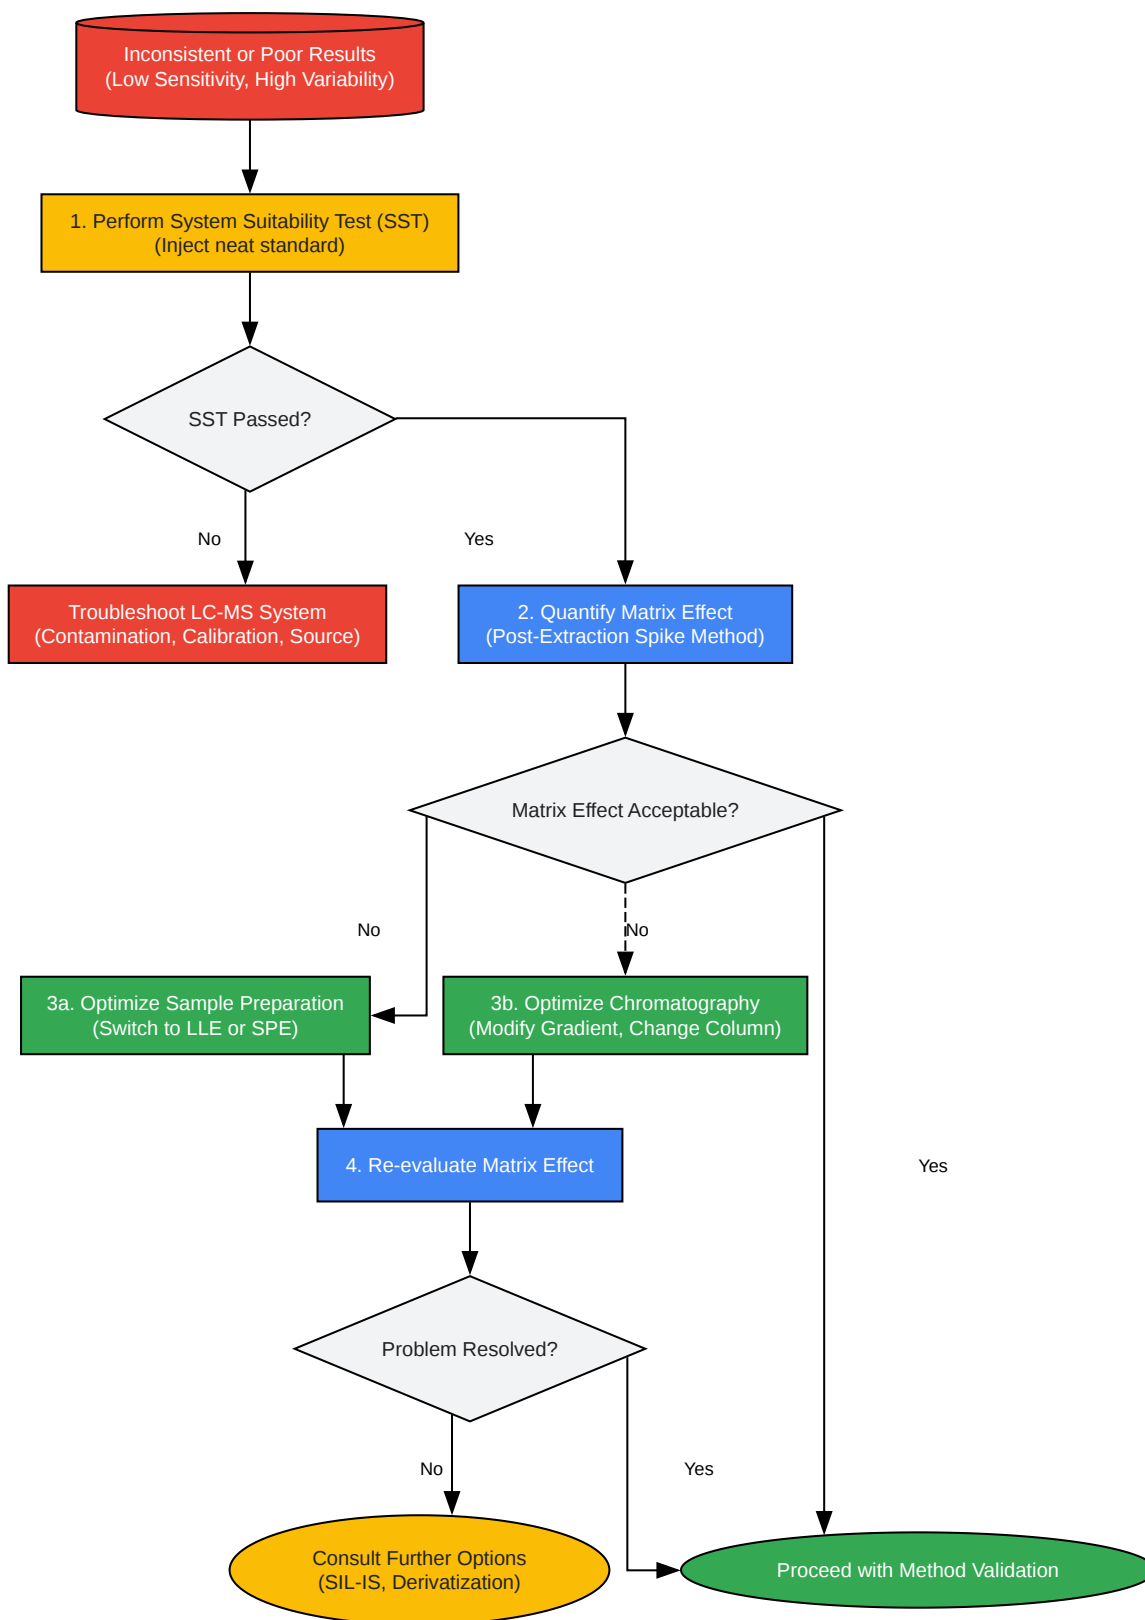 Inconsistent or Poor Results
(Low Sensitivity, High Variability)
1. Perform System Suitability Test (SST)
(Inject neat standard)
SST Passed?
No
Yes
Troubleshoot LC-MS System
(Contamination, Calibration, Source)
2. Quantify Matrix Effect
(Post-Extraction Spike Method)
Matrix Effect Acceptable?
No
No
3a. Optimize Sample Preparation
(Switch to LLE or SPE)
3b. Optimize Chromatography
(Modify Gradient, Change Column)
4. Re-evaluate Matrix Effect
Yes
Problem Resolved?
No
Yes
Consult Further Options
(SIL-IS, Derivatization)
Proceed with Method Validation